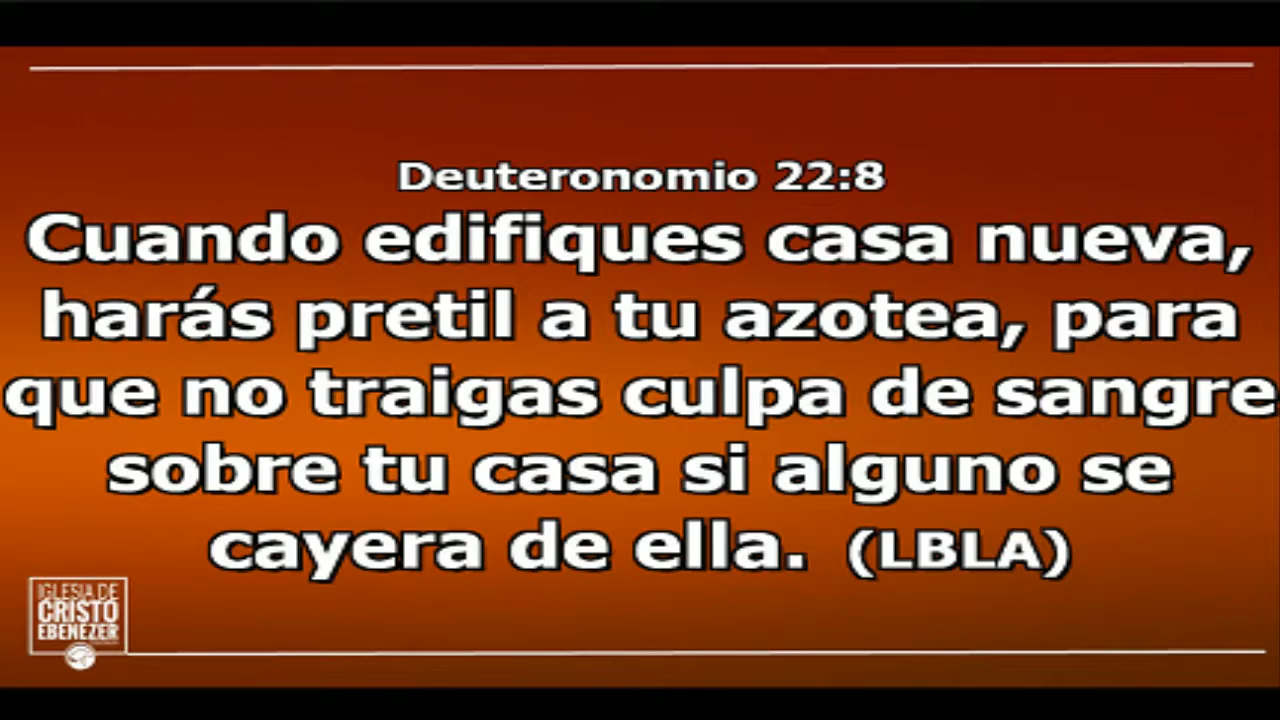 Deuteronomio 22:8
Cuando edifiques casa nueva,
harás pretil a tu azotea, para
que no traigas culpa de sangre
sobre tu casa si alguno se
cayera de ella. (LBLA)
IGLESIA DE
CRISTO
EBENEZER